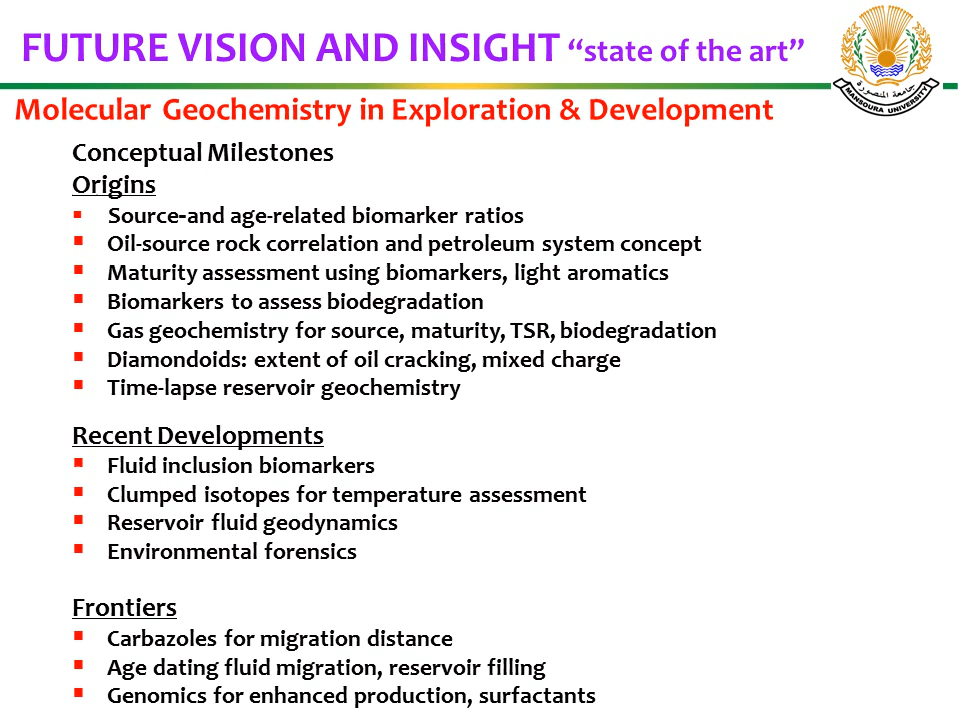 FUTURE VISION AND INSIGHT “state of the art”
جامعة المنصورة
MANSOURA UNIVERSITY
Molecular Geochemistry in Exploration & Development
Conceptual Milestones
Origins
▪ Source-and age-related biomarker ratios
▪ Oil-source rock correlation and petroleum system concept
▪ Maturity assessment using biomarkers, light aromatics
▪ Biomarkers to assess biodegradation
▪ Gas geochemistry for source, maturity, TSR, biodegradation
▪ Diamondoids: extent of oil cracking, mixed charge
▪ Time-lapse reservoir geochemistry
Recent Developments
▪ Fluid inclusion biomarkers
▪ Clumped isotopes for temperature assessment
▪ Reservoir fluid geodynamics
▪ Environmental forensics
Frontiers
▪ Carbazoles for migration distance
▪ Age dating fluid migration, reservoir filling
▪ Genomics for enhanced production, surfactants